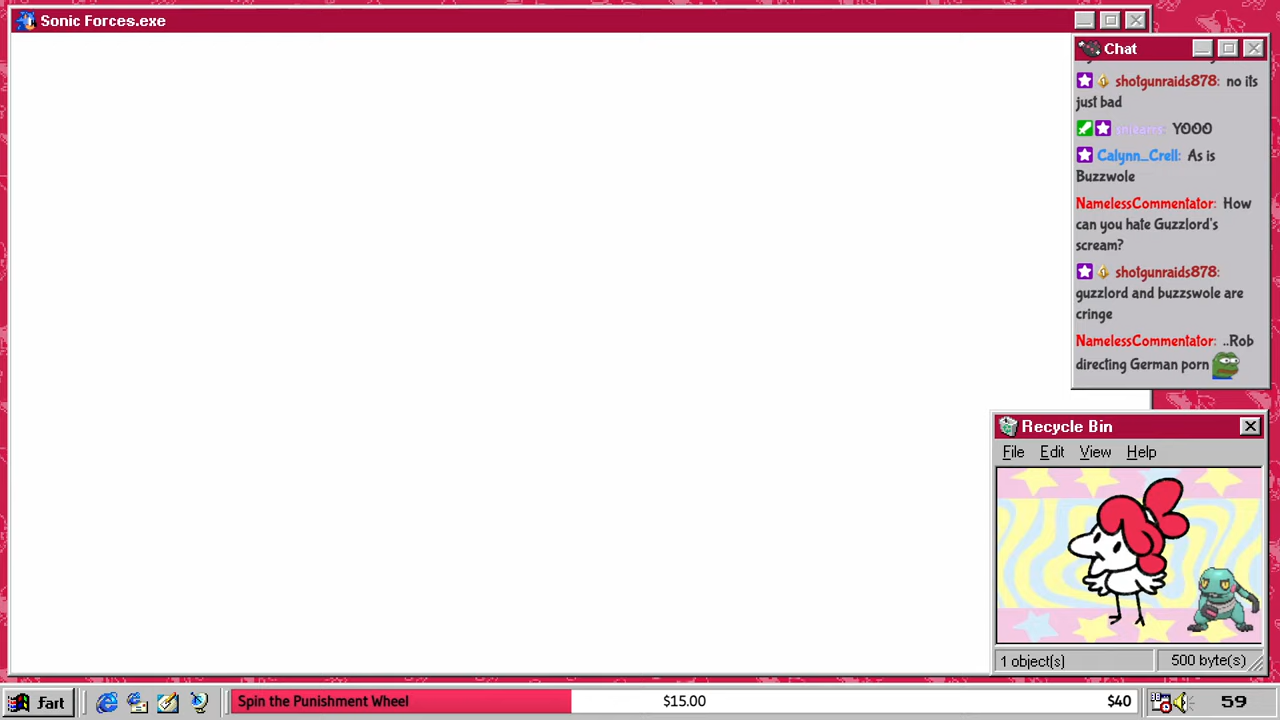 Sonic Forces.exe
Chat
shotgunraids878: no its
just bad
YOOO
Calynn_Crell: As is
Buzzwole
NamelessCommentator: How
can you hate Guzzlord's
scream?
shotgunraids878:
guzzlord and buzzswole are
cringe
NamelessCommentator: ..Rob
directing German porn
Recycle Bin
File Edit View Help
1 object(s) 500 byte(s)
fart Spin the Punishment Wheel $15.00 $40 59